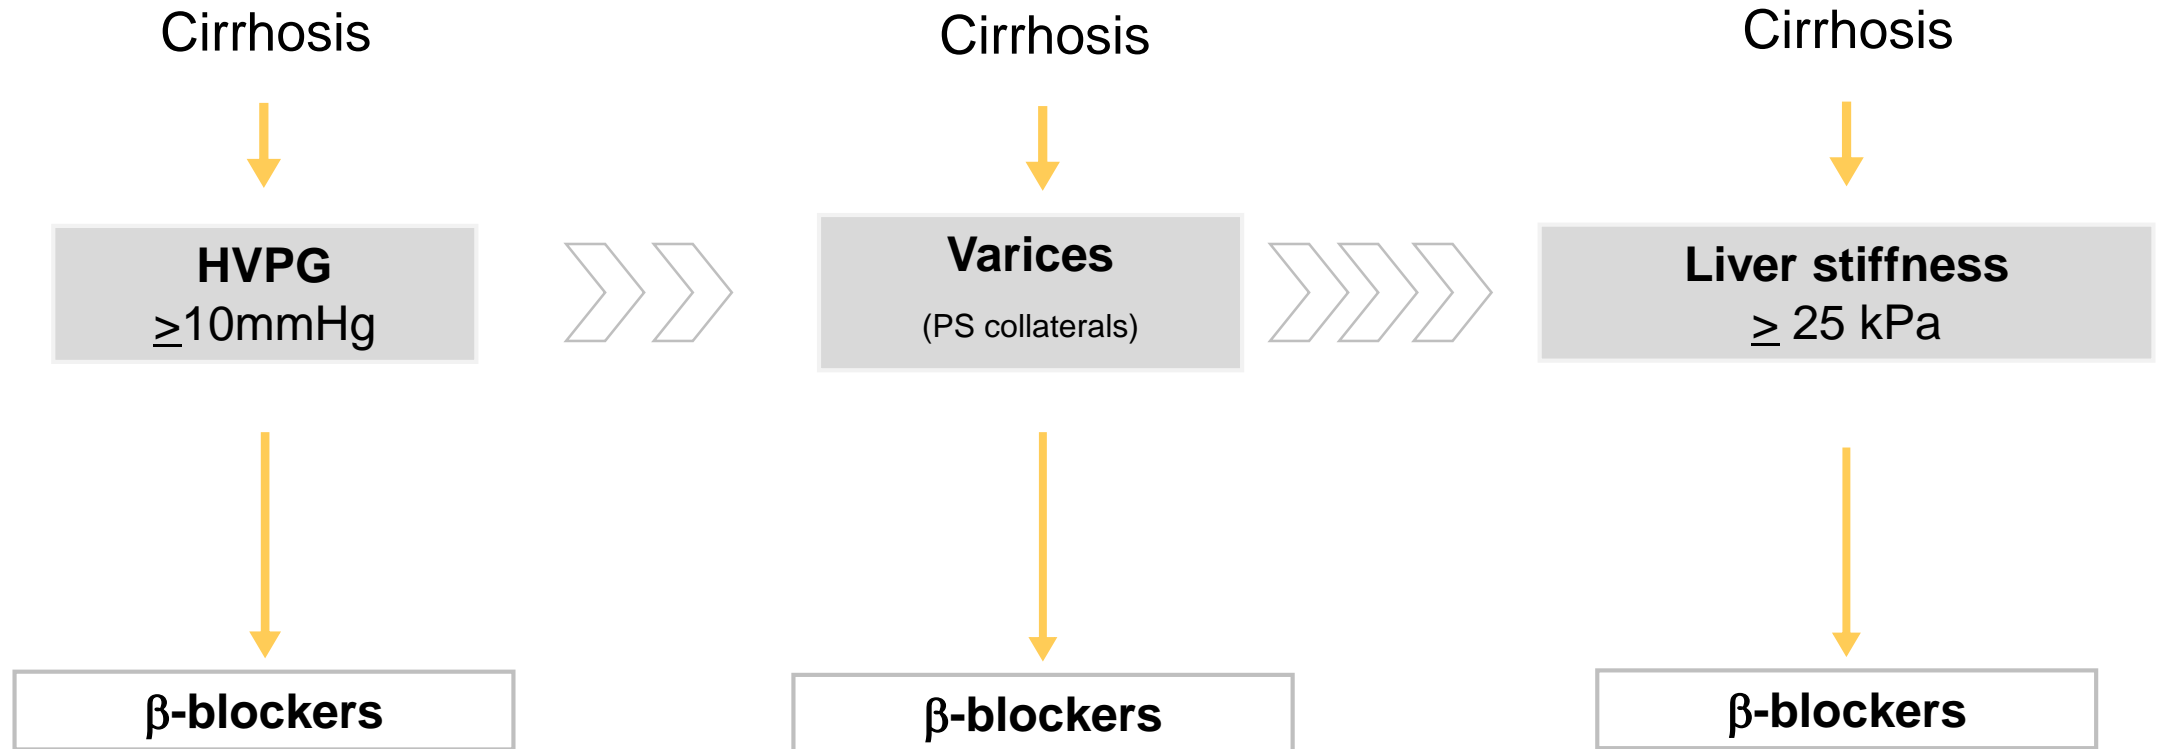 Cirrhosis
Cirrhosis
Cirrhosis
HVPG
≥10mmHg
Varices
(PS collaterals)
Liver stiffness
≥ 25 kPa
β-blockers
β-blockers
β-blockers